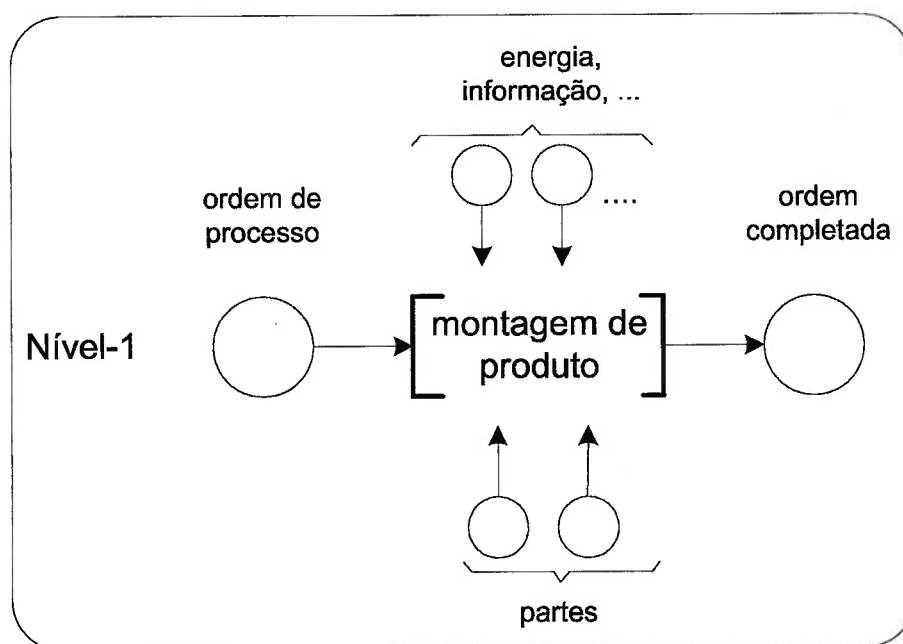 energia,
informação, ...
....
ordem de
processo
ordem
completada
Nível-1
montagem de
produto
partes